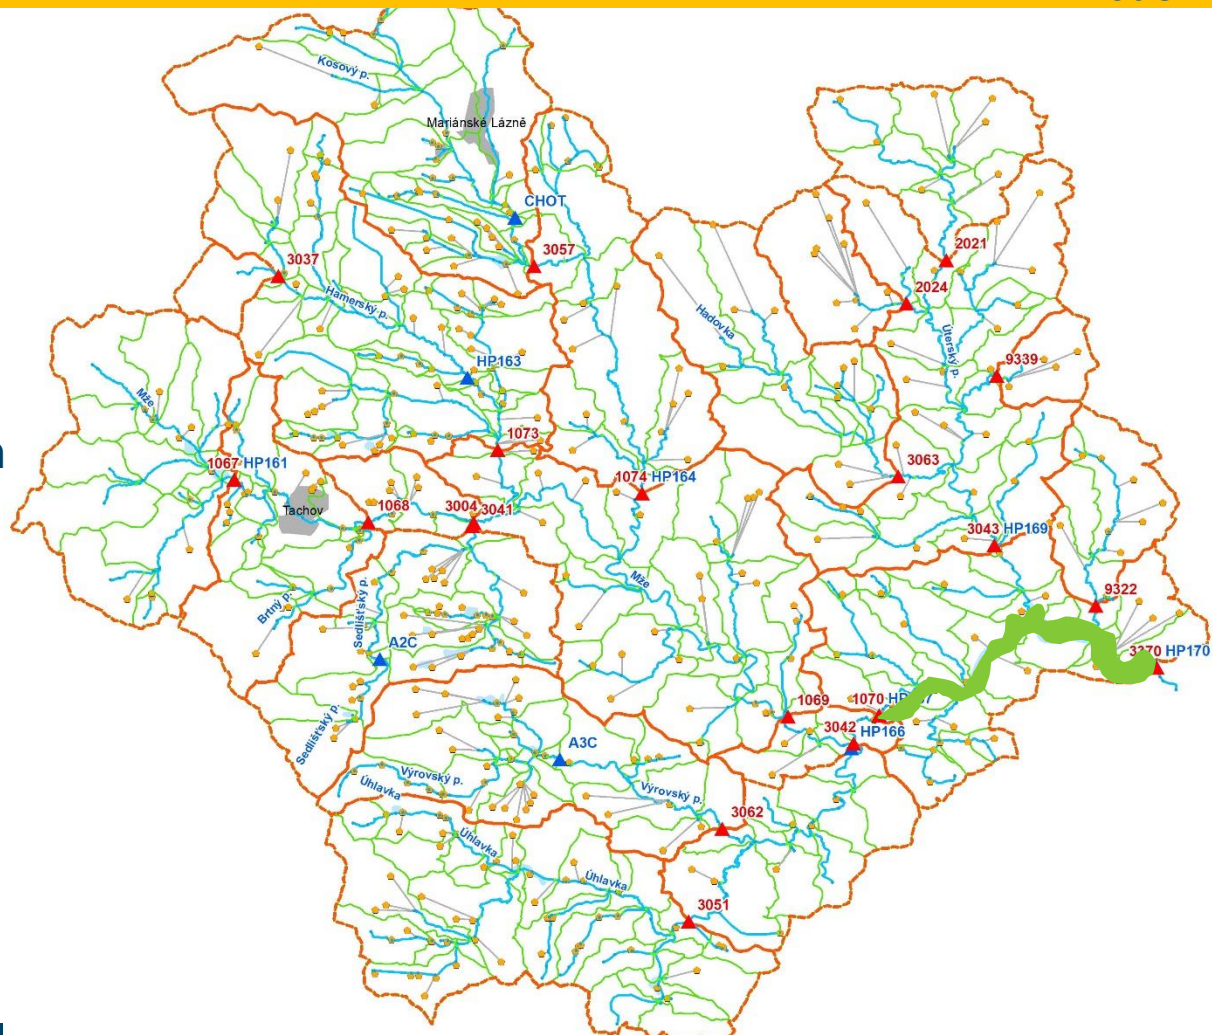 Kosový p.
Mariánské Lázně
CHOT
3057
3037
Hamerský p.
HP163
2021
2024
Hadovka
Úterský p.
9339
Mže
1073
1067 HP161
Tachov
1068
3004
3041
1074 HP164
3063
3043 HP169
Mže
Brtný p.
Sedlišťský p.
A2C
9322
HP170
1069
1070
3042
HP166
Sedlišťský p.
A3C
Výrovský p.
Úhlavka
Výrovský p.
3062
Úhlavka
Úhlavka
3051